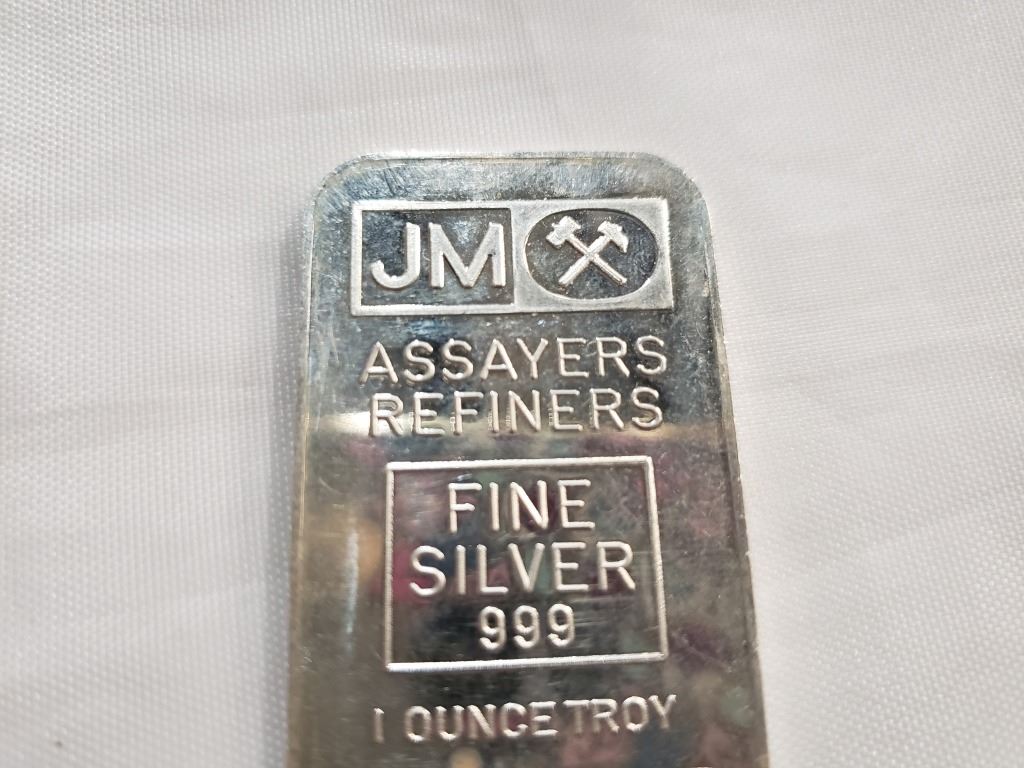 JM
ASSAYERS
REFINERS
FINE
SILVER
999
1 OUNCE TROY